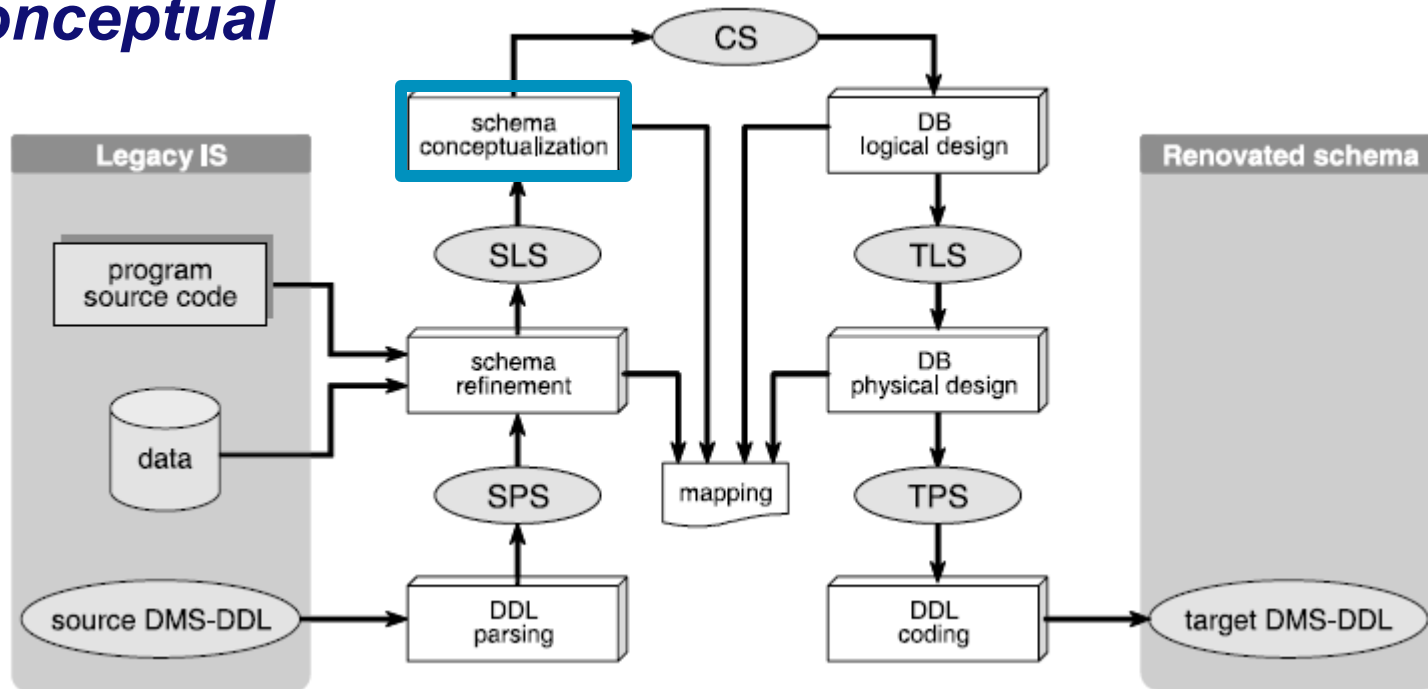 onceptual
CS
schema
conceptualization
DB
logical design
Legacy IS
Renovated schema
program
source code
SLS
TLS
schema
refinement
DB
physical design
data
SPS
mapping
TPS
source DMS-DDL
DDL
parsing
DDL
coding
target DMS-DDL